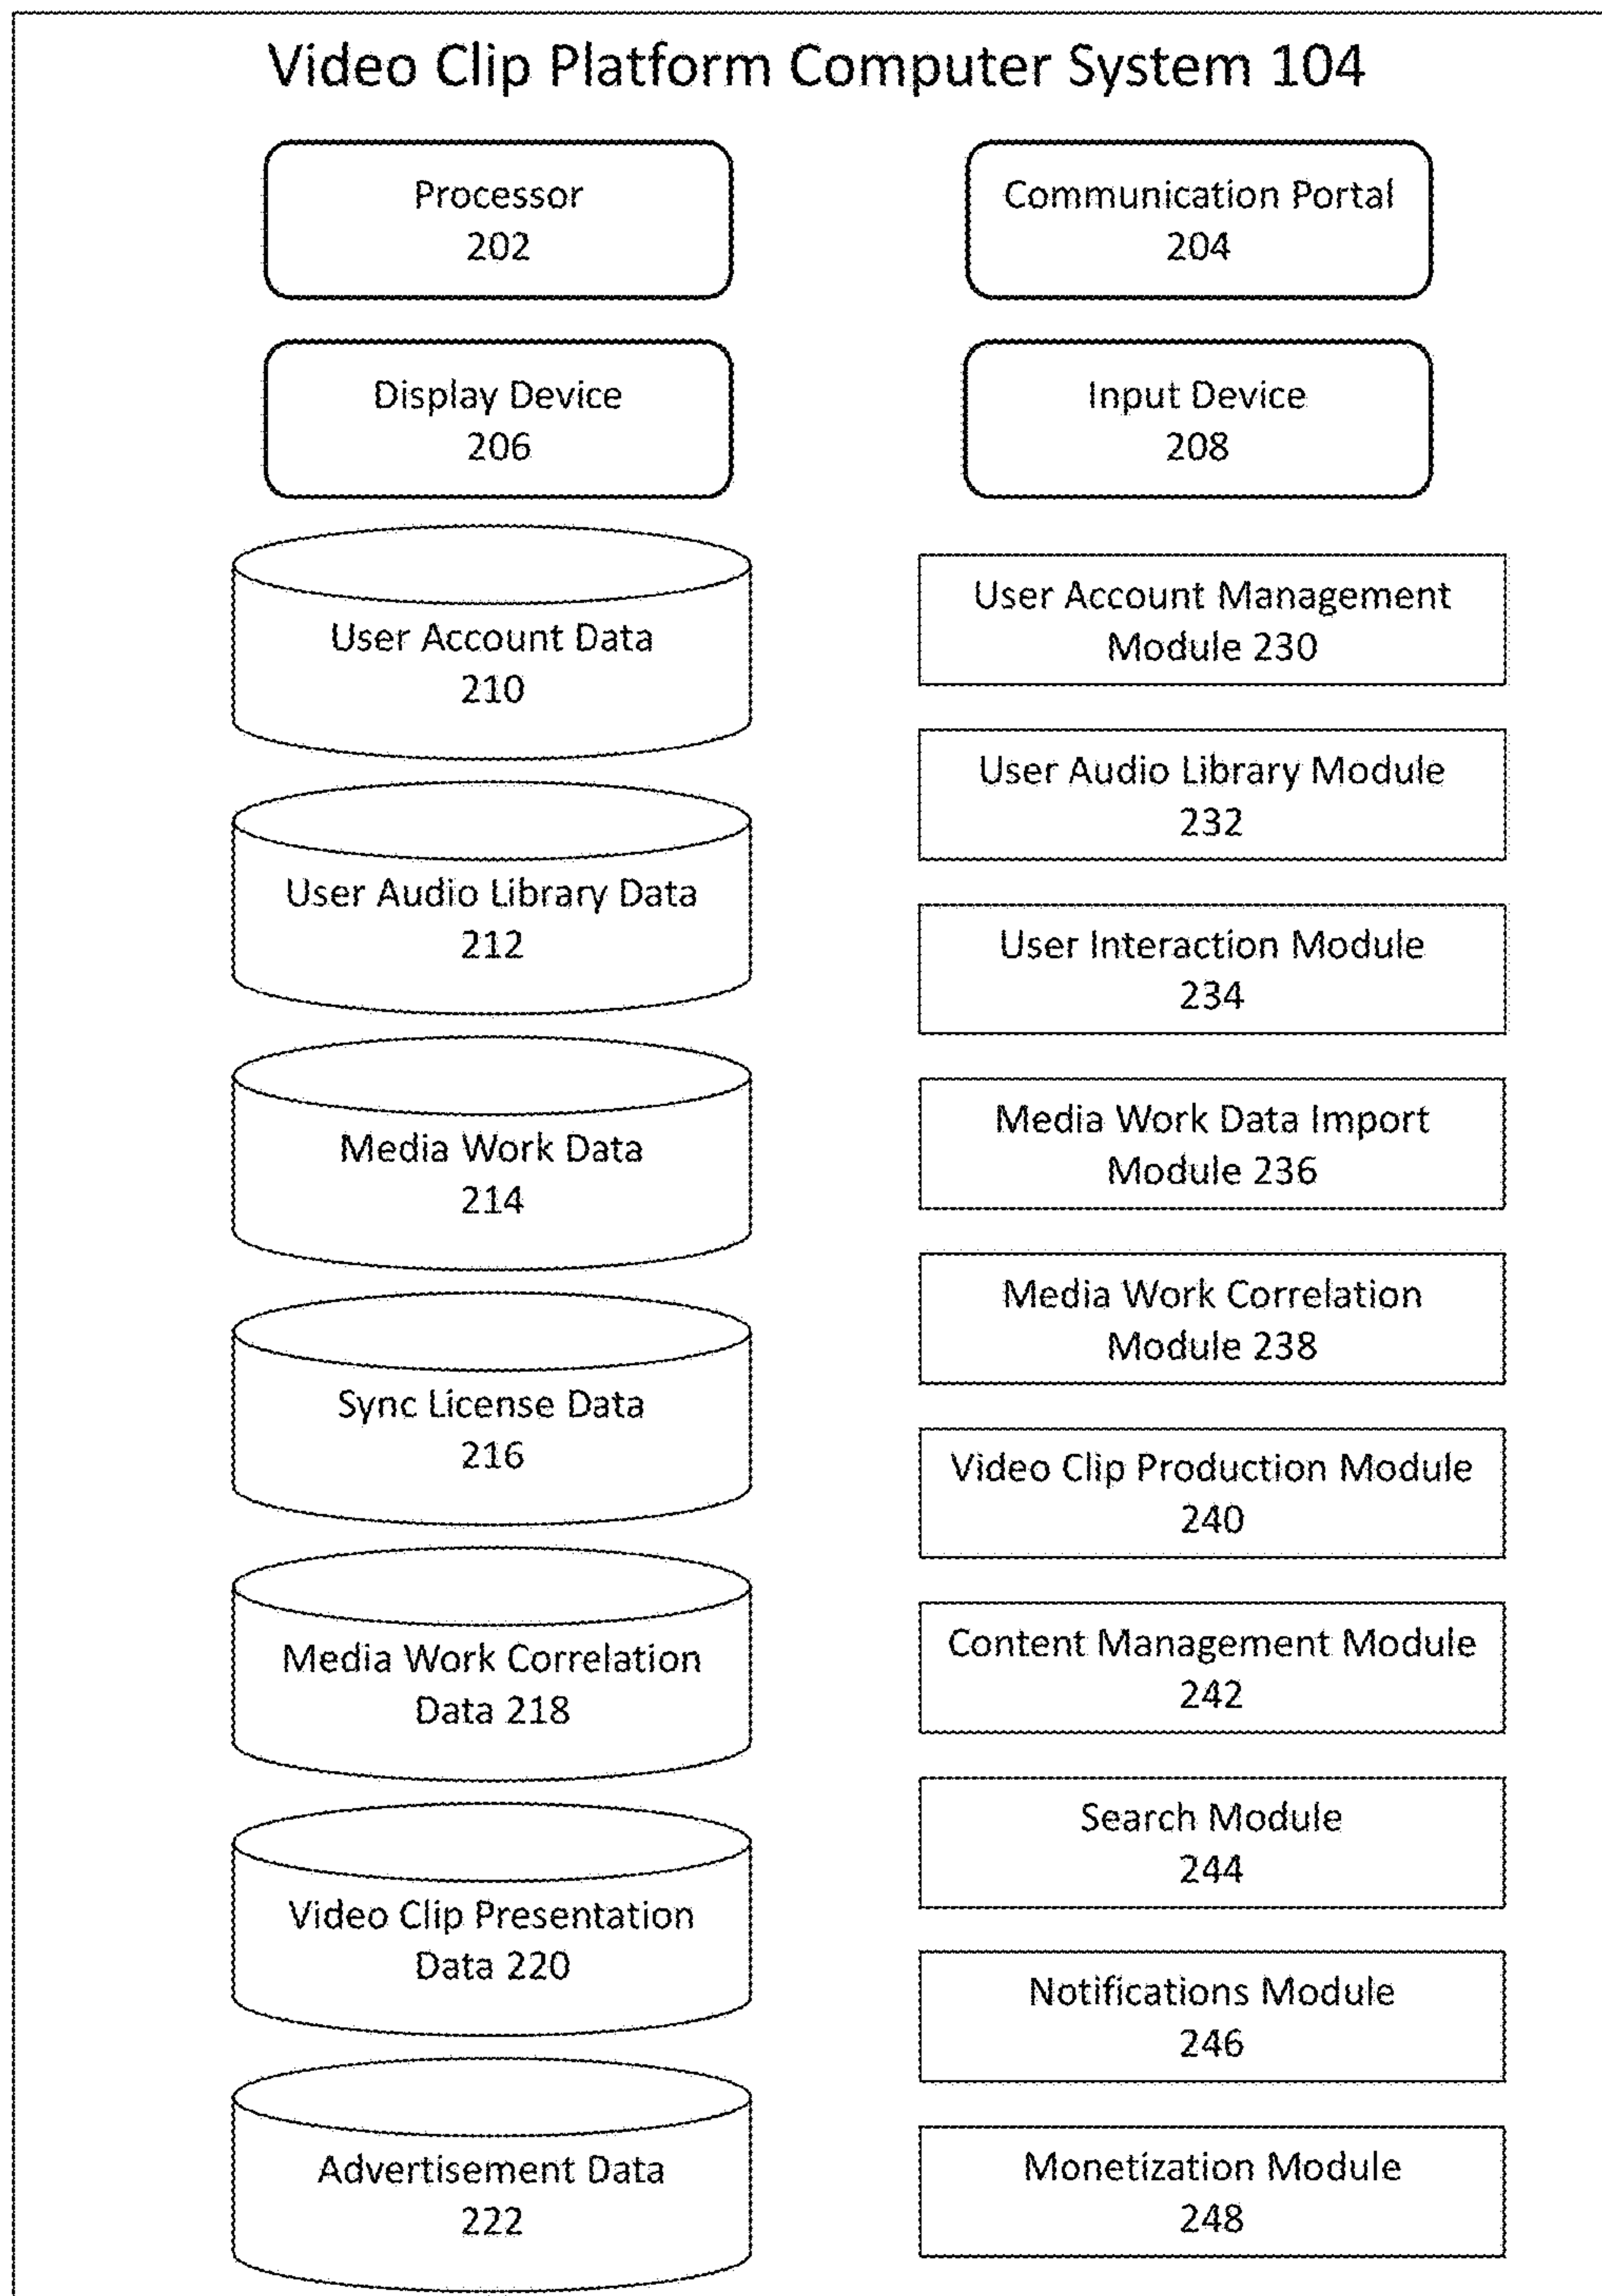 Video Clip Platform Computer System 104
Processor
202
Communication Portal
204
Display Device
206
Input Device
208
User Account Data
210
User Audio Library Data
212
Media Work Data
214
Sync License Data
216
Media Work Correlation
Data 218
Video Clip Presentation
Data 220
Advertisement Data
222
User Account Management
Module 230
User Audio Library Module
232
User Interaction Module
234
Media Work Data Import
Module 236
Media Work Correlation
Module 238
Video Clip Production Module
240
Content Management Module
242
Search Module
244
Notifications Module
246
Monetization Module
248